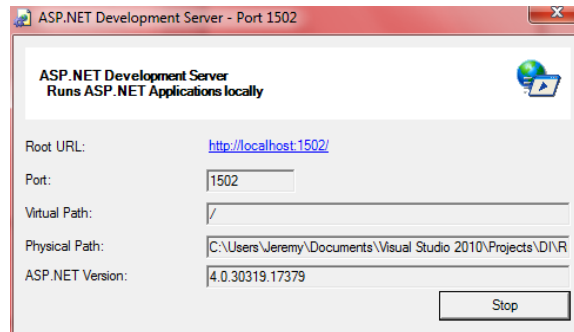 ASP.NET Development Server - Port 1502
ASP.NET Development Server
Runs ASP.NET Applications locally
Root URL: http://localhost:1502/
Port: 1502
Virtual Path: /
Physical Path: C:\Users\Jeremy\Documents\Visual Studio 2010\Projects\DI\R
ASP.NET Version: 4.0.30319.17379
Stop